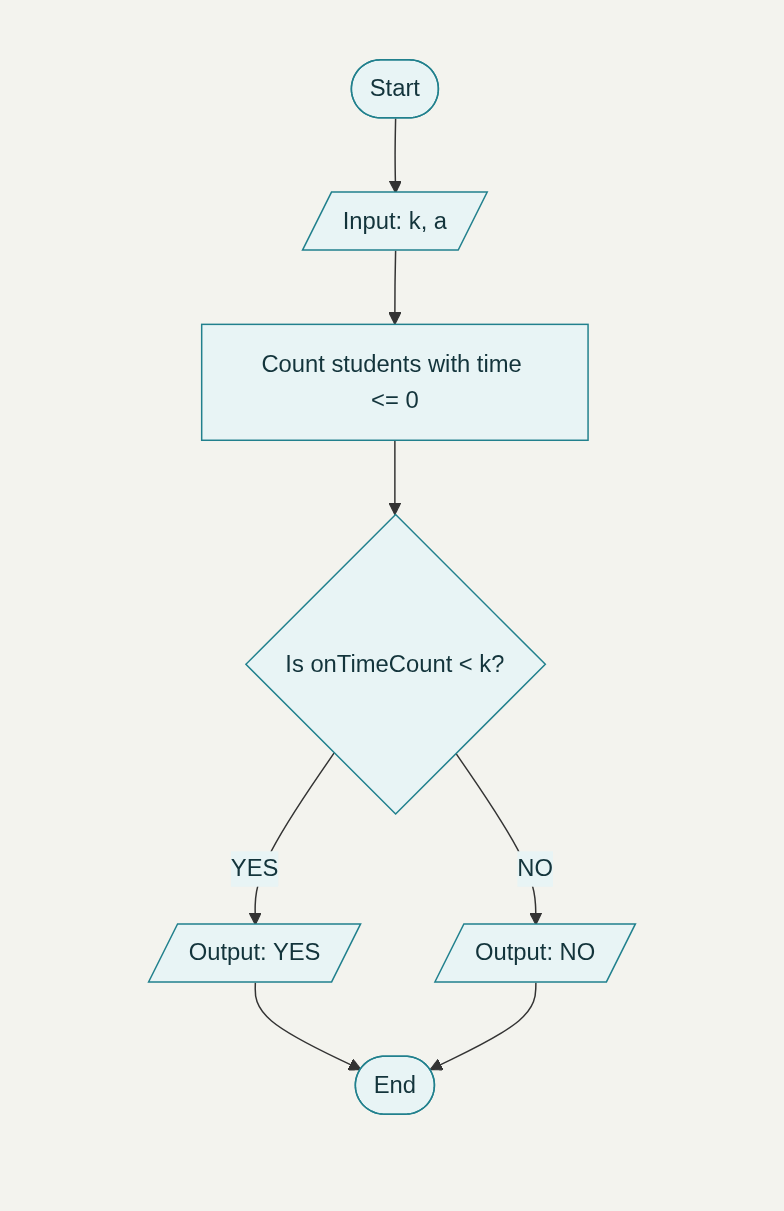 Start
Input: k, a
Count students with time
<= 0
Is onTimeCount < k?
YES
NO
Output: YES
Output: NO
End